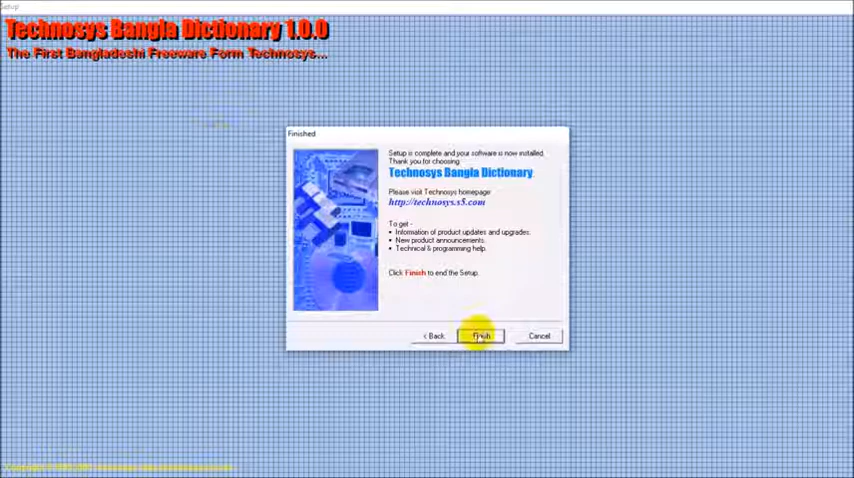 Setup
Technosys Bangla Dictionary 1.0.0
The First Bangladeshi Freeware Form Technosys...
Finished
Setup is complete and your software is now installed.
Thank you for choosing
Technosys Bangla Dictionary
Please visit Technosys homepage:
http://technosys.s5.com
To get -
• Information of product updates and upgrades.
• New product announcements.
• Technical & programming help.
Click Finish to end the Setup.
< Back
Finish
Cancel